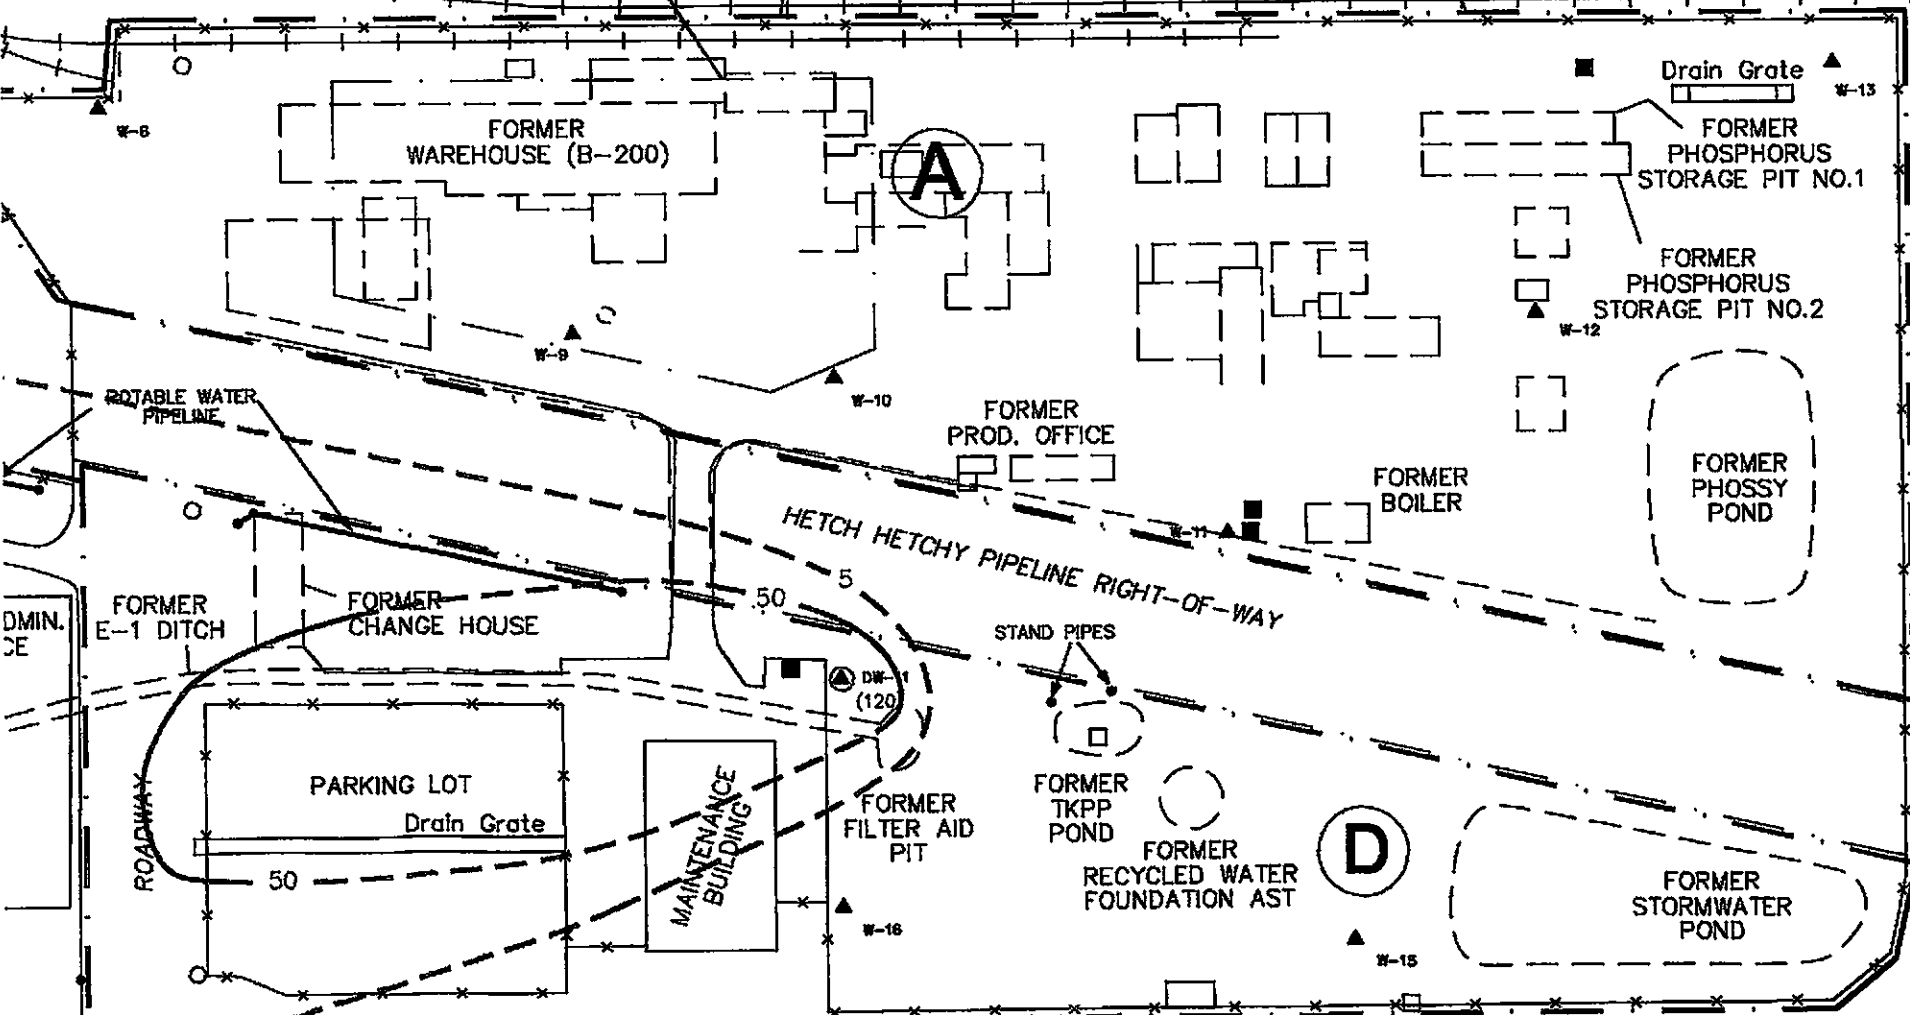 Drain Grate
W-13
W-6
FORMER
WAREHOUSE (B-200)
A
FORMER
PHOSPHORUS
STORAGE PIT NO.1
FORMER
PHOSPHORUS
STORAGE PIT NO.2
W-12
W-9
W-10
POTABLE WATER
PIPELINE
FORMER
PROD. OFFICE
FORMER
BOILER
FORMER
PHOSSY
POND
HETCH HETCHY PIPELINE RIGHT-OF-WAY
W-11
5
50
FORMER
E-1 DITCH
FORMER
CHANGE HOUSE
DMIN.
CE
STAND PIPES
DW-1
(120
PARKING LOT
Drain Grate
ROADWAY
50
MAINTENANCE
BUILDING
FORMER
FILTER AID
PIT
FORMER
TKPP
POND
FORMER
RECYCLED WATER
FOUNDATION AST
D
FORMER
STORMWATER
POND
W-16
W-15